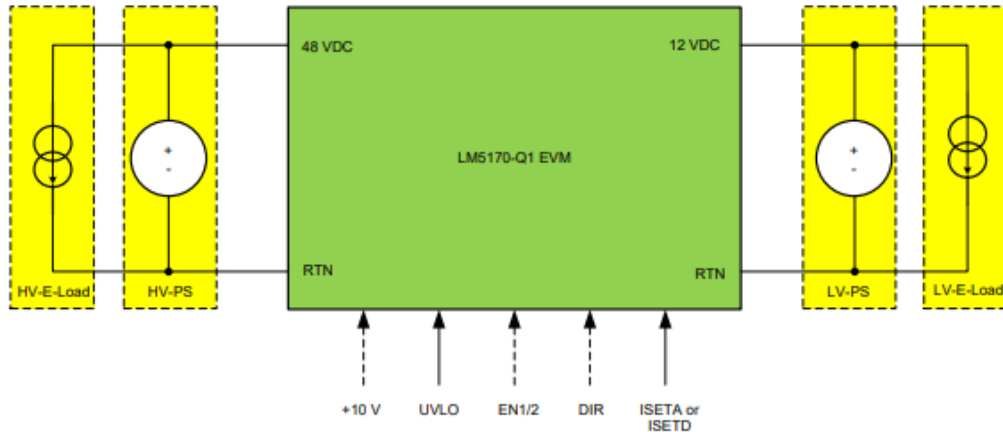 48 VDC
12 VDC
+
-
LM5170-Q1 EVM
+
-
RTN
RTN
HV-E-Load
HV-PS
LV-PS
LV-E-Load
+10 V
UVLO
EN1/2
DIR
ISETA or
ISETD